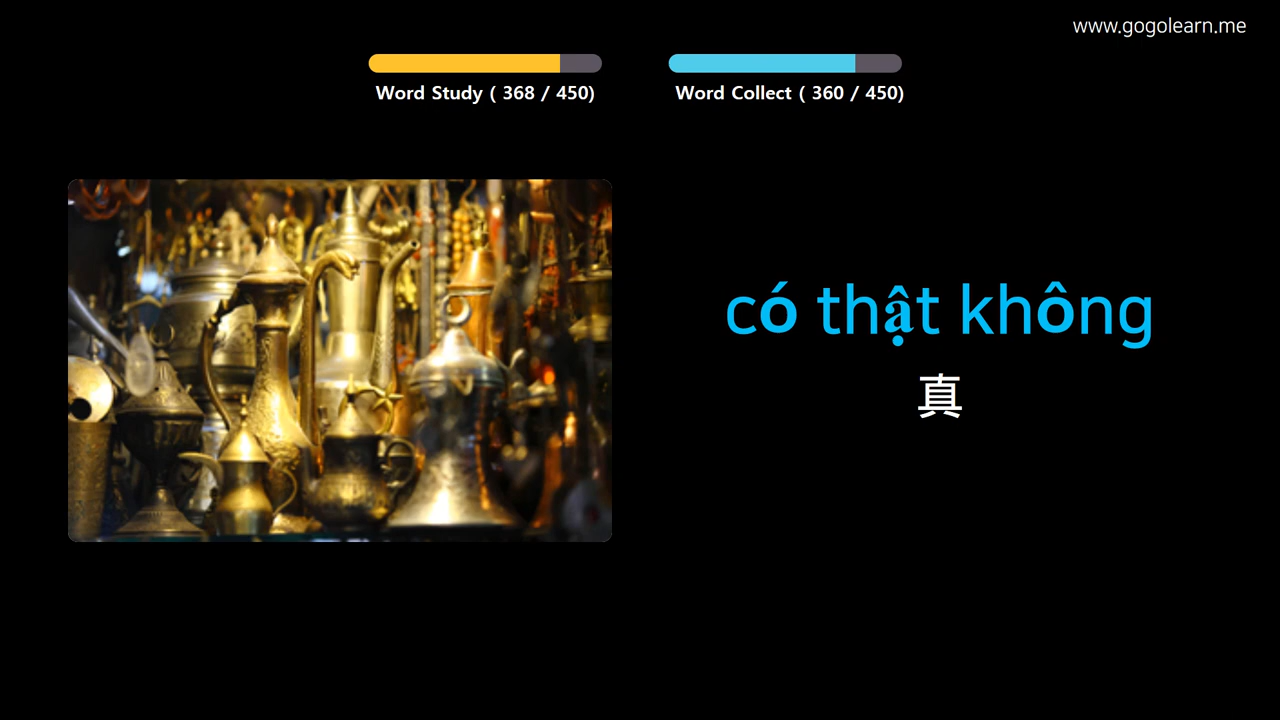 www.gogolearn.me
Word Study ( 368 / 450)
Word Collect ( 360 / 450)
có thật không
真